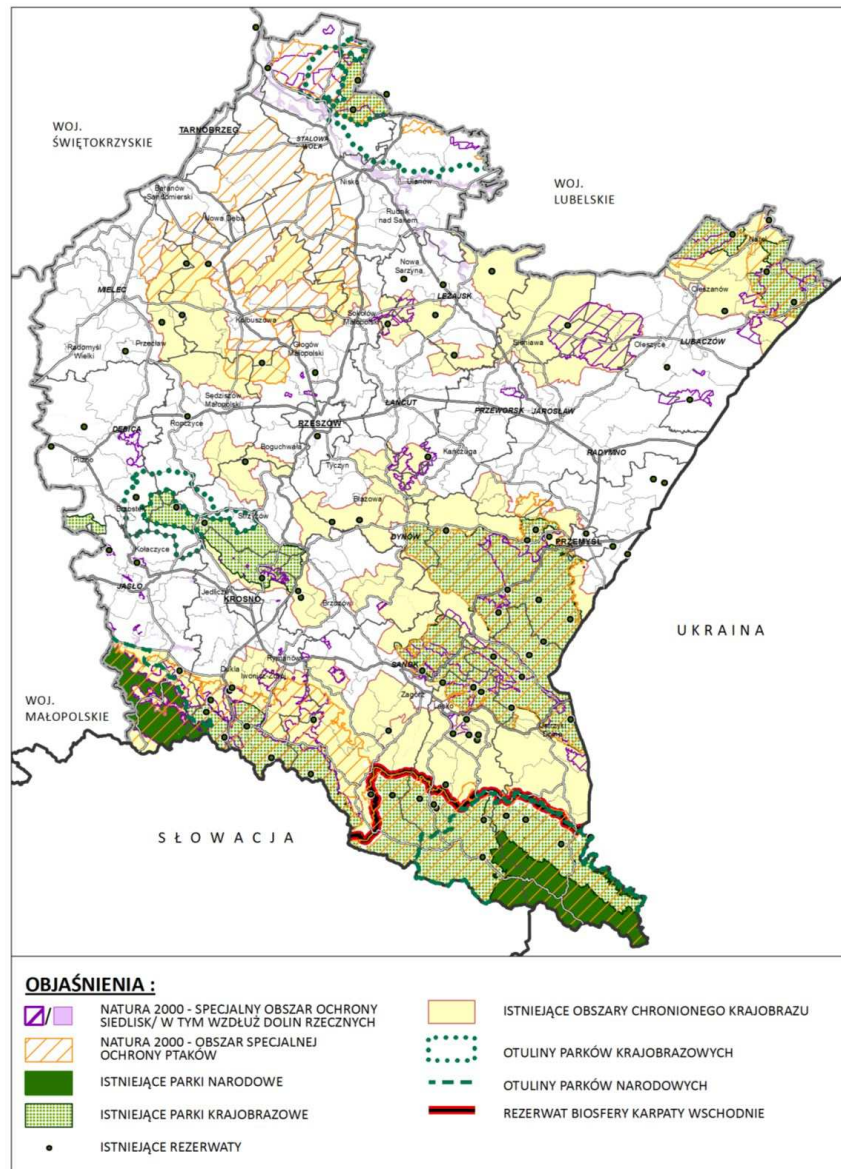 WOJ.
ŚWIĘTOKRZYSKIE
TARNOBRZEG
STALOWA
WOLA
WOJ.
LUBELSKIE
Nisko
Ulanów
Baranów
Sandomierski
Nowa Dęba
Rudnik
nad Sanem
Nowa
Sarzyna
Narol
Cieszanów
MIELEC
LEŻAJSK
Kolbuszowa
Sokołów
Małopolski
Radomyśl
Wielki
Przecław
Głogów
Małopolski
Sieniawa
Oleszyce
LUBACZÓW
Sędziszów
Małopolski
ŁAŃCUT
Ropczyce
RZESZÓW
PRZEWORSK
JAROSŁAW
DĘBICA
Boguchwała
Pilzno
Tyczyn
Kańczuga
RADYMNO
Błażowa
Brzostek
Strzyżów
DYNÓW
PRZEMYŚL
Kołaczyce
JASŁO
Jedlicze
KROSNO
Brzozów
UKRAINA
Rymanów
Dukla
Iwonicz-Zdrój
SANOK
Zagórz
Lesko
WOJ.
MAŁOPOLSKIE
SŁOWACJA
OBJAŚNIENIA :
NATURA 2000 - SPECJALNY OBSZAR OCHRONY
SIEDLISK/ W TYM WZDŁUŻ DOLIN RZECZNYCH
NATURA 2000 - OBSZAR SPECJALNEJ
OCHRONY PTAKÓW
ISTNIEJĄCE PARKI NARODOWE
ISTNIEJĄCE PARKI KRAJOBRAZOWE
ISTNIEJĄCE REZERWATY
ISTNIEJĄCE OBSZARY CHRONIONEGO KRAJOBRAZU
OTULINY PARKÓW KRAJOBRAZOWYCH
OTULINY PARKÓW NARODOWYCH
REZERWAT BIOSFERY KARPATY WSCHODNIE